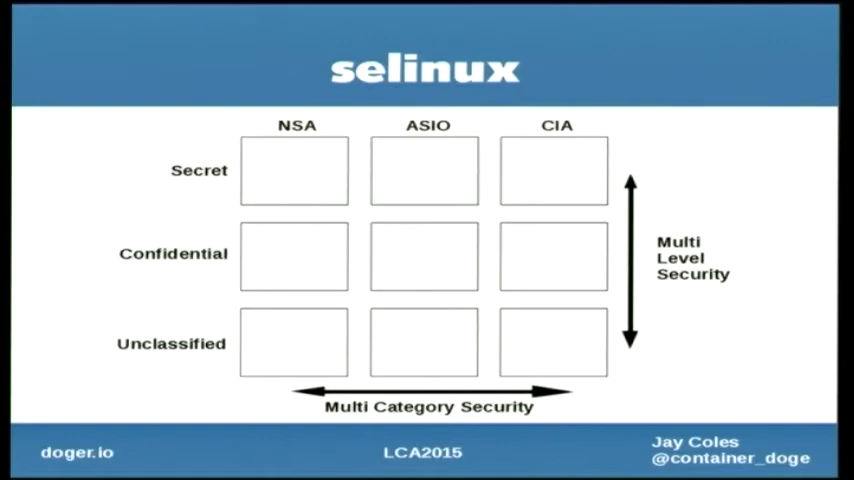 selinux
NSA ASIO CIA
Secret
Confidential
Multi
Level
Security
Unclassified
Multi Category Security
doger.io
LCA2015
Jay Coles
@container_doge